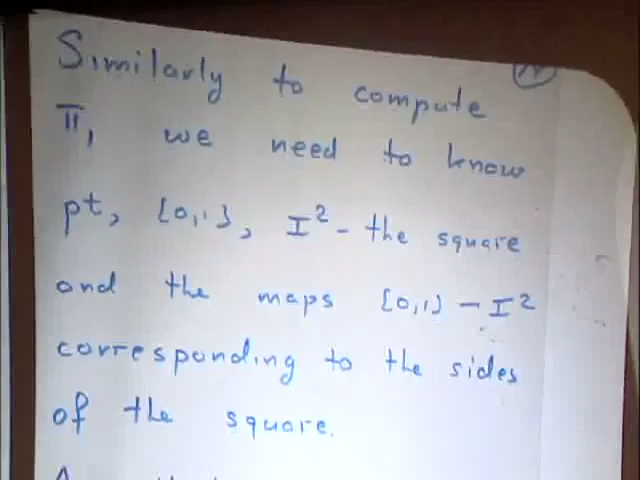 Similarly to compute
π₁ we need to know
pt, [0,1], I² - the square
and the maps [0,1] - I²
corresponding to the sides
of the square.